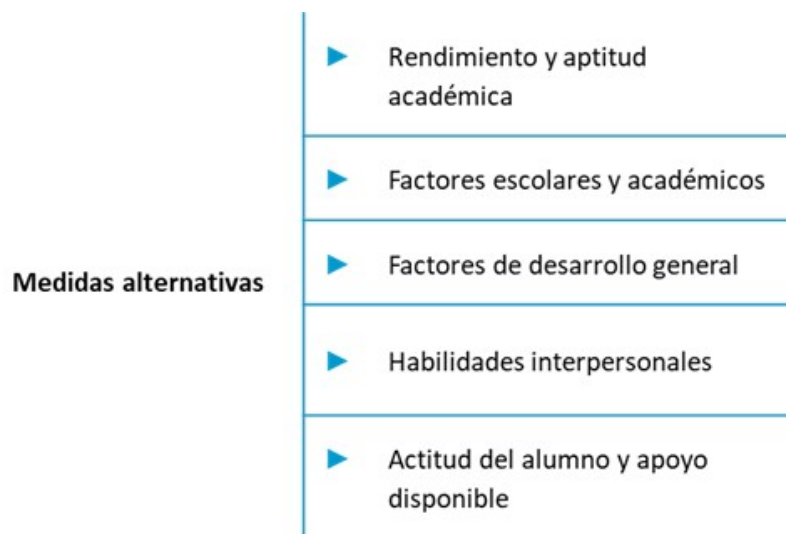 Medidas alternativas
Rendimiento y aptitud
académica
Factores escolares y académicos
Factores de desarrollo general
Habilidades interpersonales
Actitud del alumno y apoyo
disponible